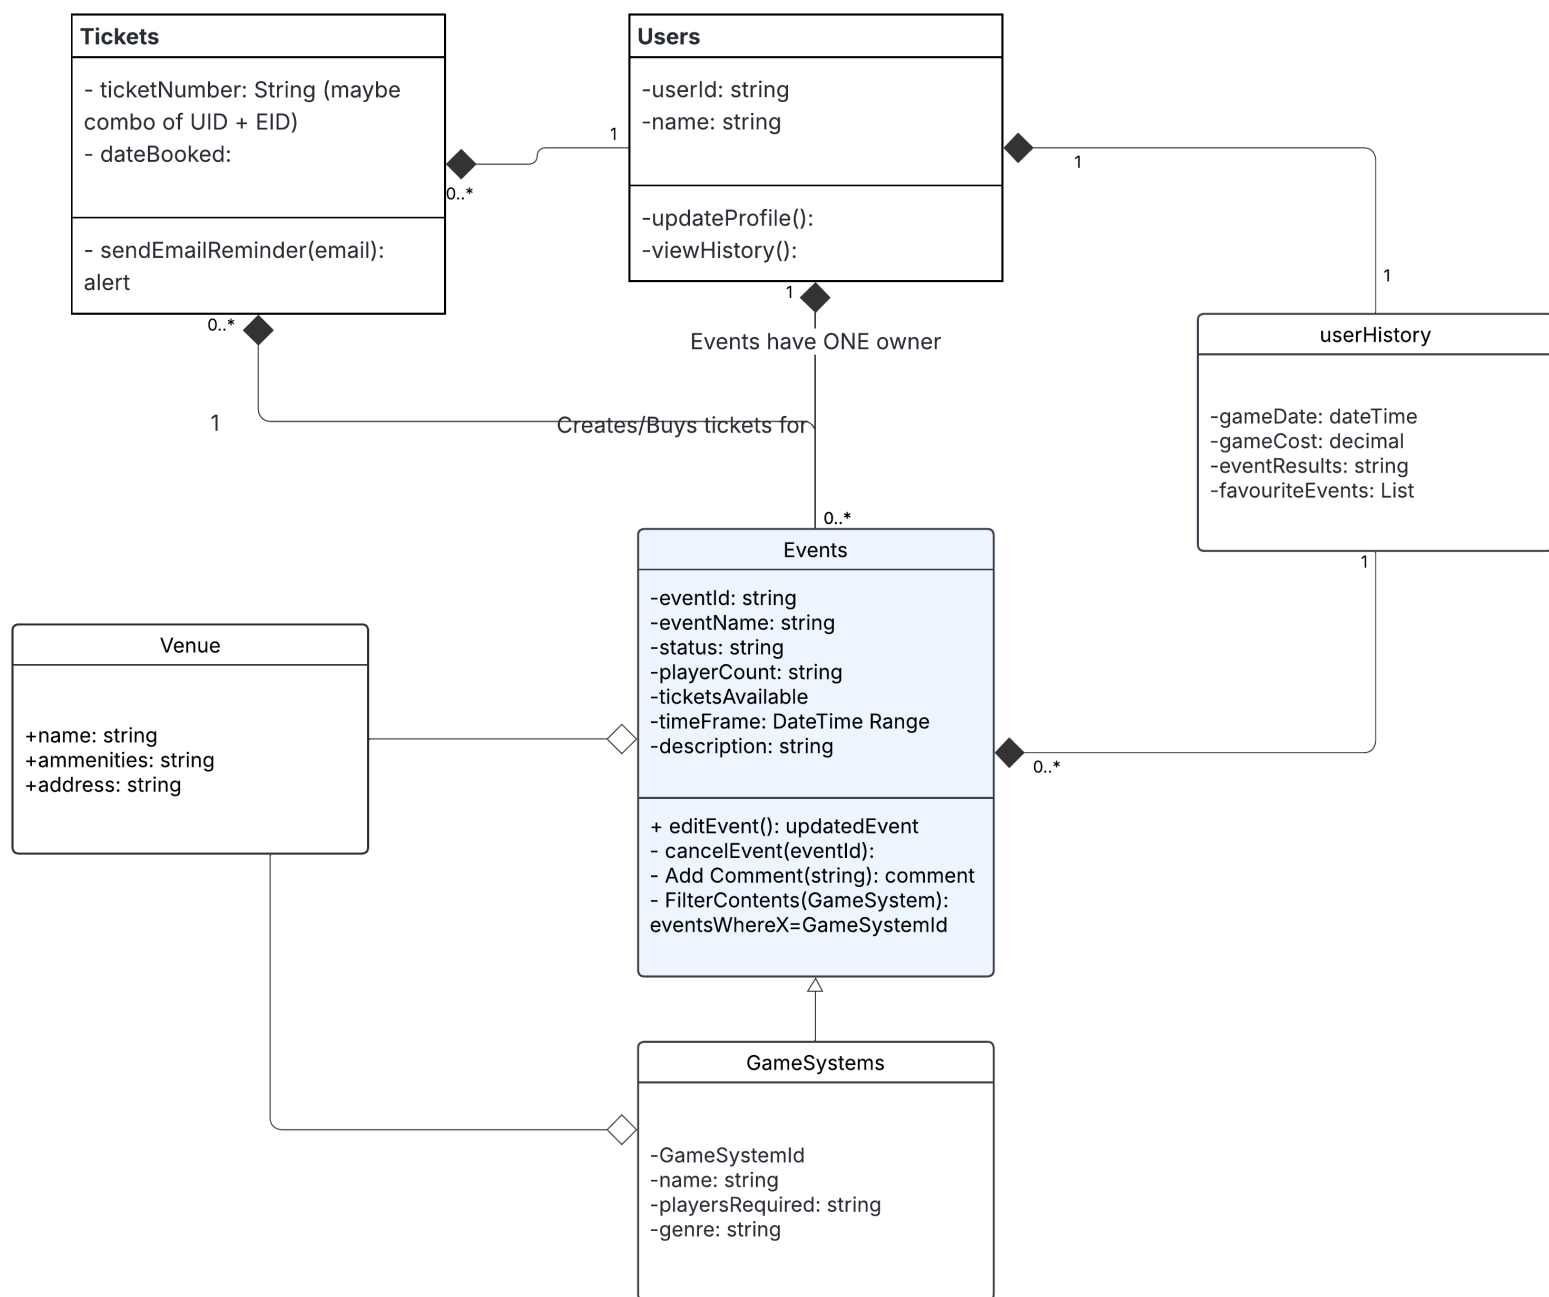 Tickets
- ticketNumber: String (maybe
combo of UID + EID)
- dateBooked:
- sendEmailReminder(email):
alert
Users
-userId: string
-name: string
-updateProfile():
-viewHistory():
1
0..*
1
1
0..*
1
Events have ONE owner
1
Creates/Buys tickets for
0..*
userHistory
-gameDate: dateTime
-gameCost: decimal
-eventResults: string
-favouriteEvents: List
1
0..*
Events
-eventId: string
-eventName: string
-status: string
-playerCount: string
-ticketsAvailable
-timeFrame: DateTime Range
-description: string
+ editEvent(): updatedEvent
- cancelEvent(eventId):
- Add Comment(string): comment
- FilterContents(GameSystem):
eventsWhereX=GameSystemId
Venue
+name: string
+ammenities: string
+address: string
GameSystems
-GameSystemId
-name: string
-playersRequired: string
-genre: string